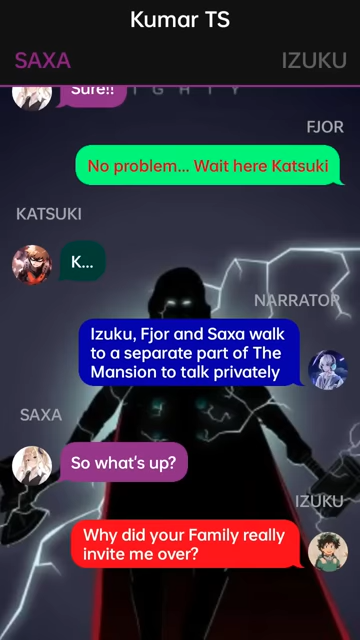 Kumar TS
SAXA
IZUKU
Sure!!
I G H T Y
FJOR
No problem... Wait here Katsuki
KATSUKI
K...
NARRATOR
Izuku, Fjor and Saxa walk
to a separate part of The
Mansion to talk privately
SAXA
So what's up?
IZUKU
Why did your Family really
invite me over?